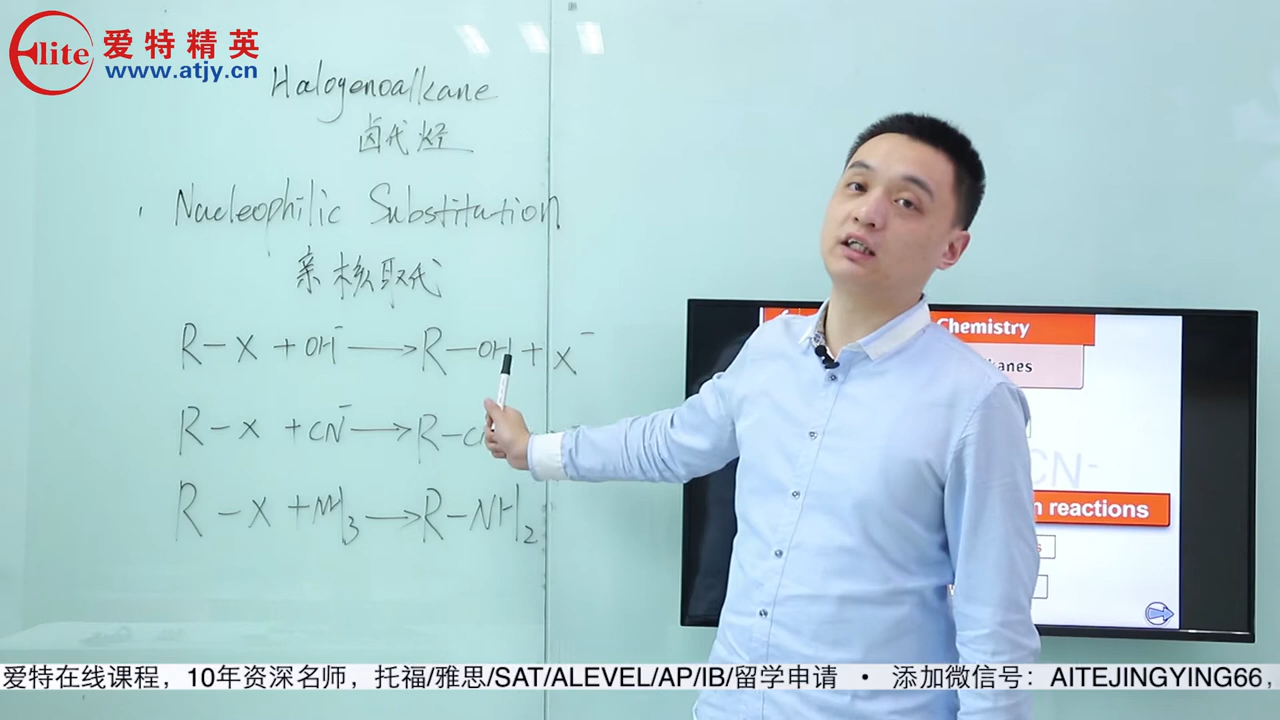 Elite 爱特精英
www.atjy.cn
Halogenoalkane
卤代烃
Nucleophilic Substitution
亲核取代
R-X + OH⁻ → R-OH + X⁻
R-X + CN⁻ → R-C
R-X + NH₃ → R-NH₂
Chemistry
CN⁻
reactions
爱特在线课程，10年资深名师，托福/雅思/SAT/ALEVEL/AP/IB/留学申请 • 添加微信号：AITEJINGYING66，